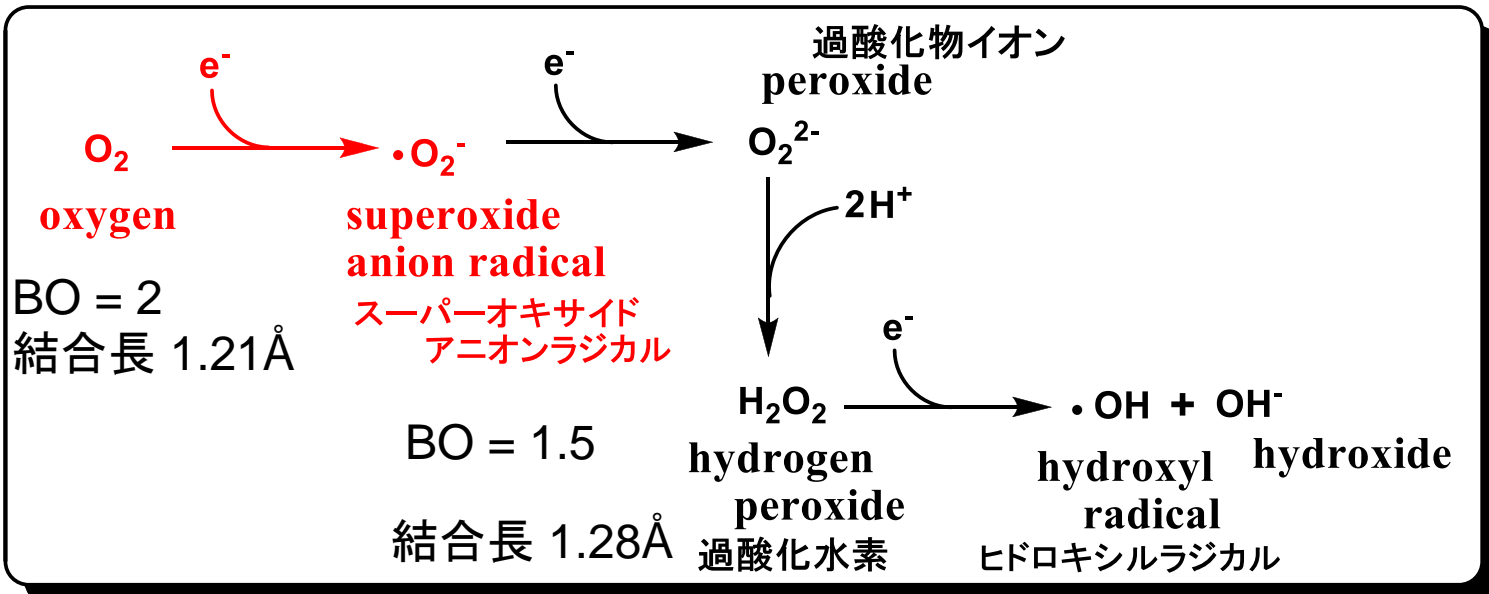 過酸化物イオン
peroxide
e⁻
e⁻
O₂
・O₂⁻
O₂²⁻
2H⁺
oxygen
superoxide
anion radical
スーパーオキサイド
アニオンラジカル
BO = 2
結合長 1.21Å
e⁻
H₂O₂
・OH + OH⁻
BO = 1.5
結合長 1.28Å
hydrogen
peroxide
過酸化水素
hydroxyl
radical
ヒドロキシルラジカル
hydroxide